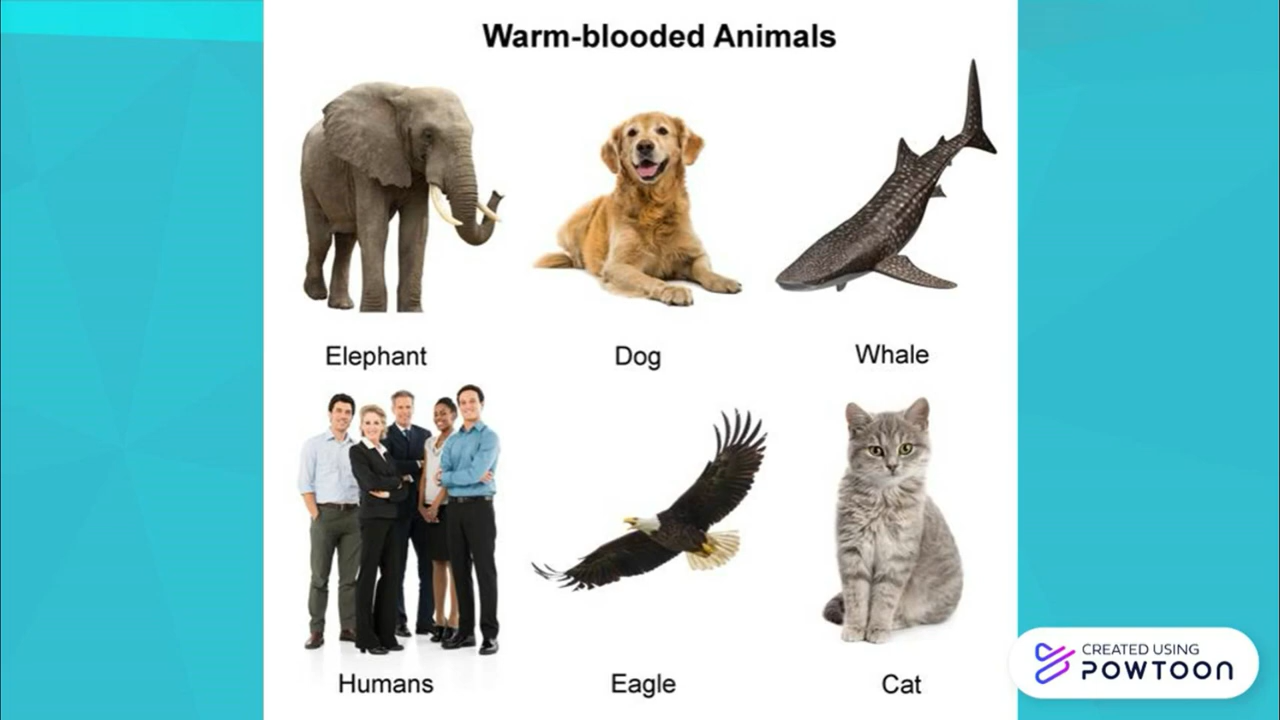 Warm-blooded Animals
Elephant
Dog
Whale
Humans
Eagle
Cat
CREATED USING
POWTOON